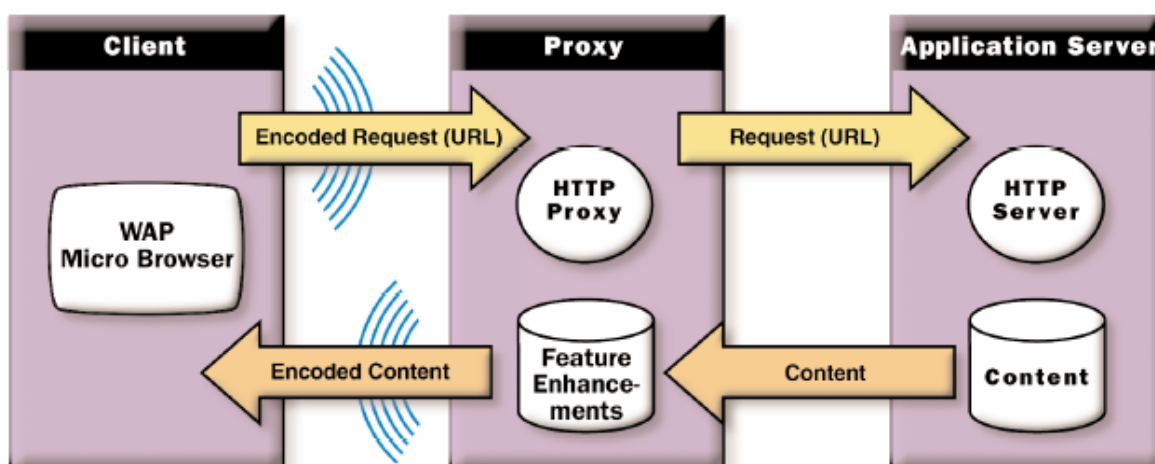 Client
Proxy
Application Server
Encoded Request (URL)
Request (URL)
WAP
Micro Browser
HTTP
Proxy
HTTP
Server
Encoded Content
Feature
Enhance-
ments
Content
Content